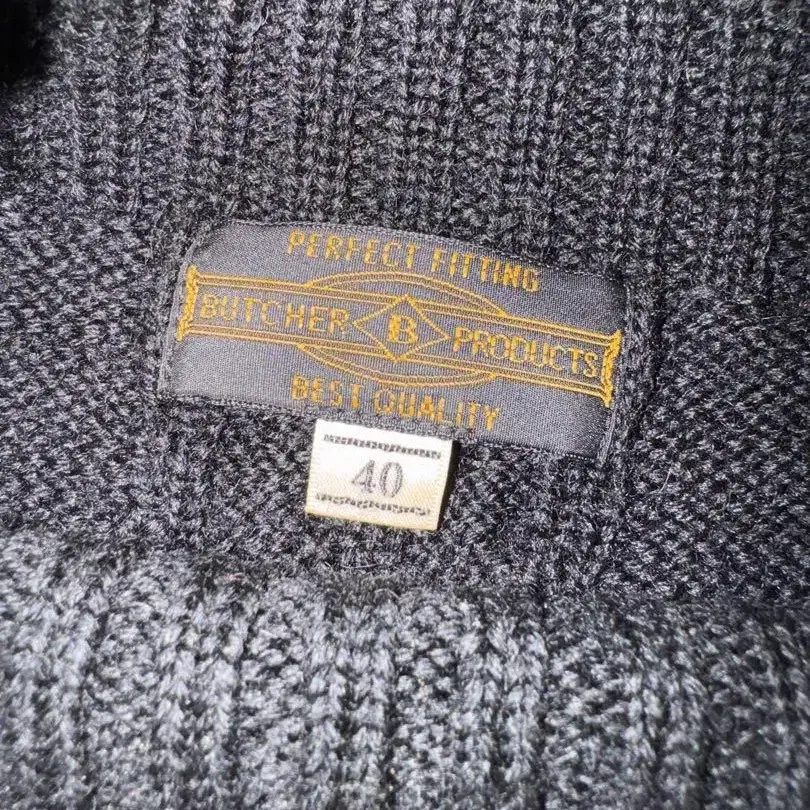 PERFECT FITTING
BUTCHER B PRODUCTS
BEST QUALITY
40